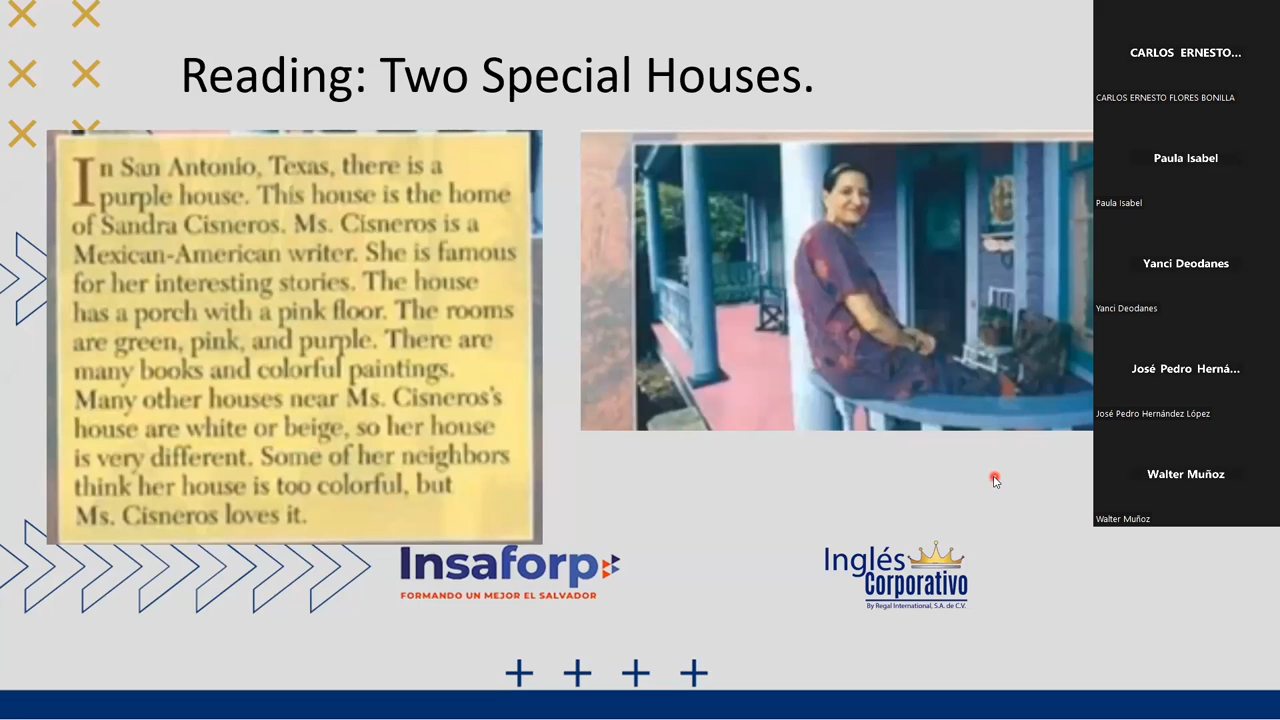 Reading: Two Special Houses.
In San Antonio, Texas, there is a
purple house. This house is the home
of Sandra Cisneros. Ms. Cisneros is a
Mexican-American writer. She is famous
for her interesting stories. The house
has a porch with a pink floor. The rooms
are green, pink, and purple. There are
many books and colorful paintings.
Many other houses near Ms. Cisneros's
house are white or beige, so her house
is very different. Some of her neighbors
think her house is too colorful, but
Ms. Cisneros loves it.
Insaforp
FORMANDO UN MEJOR EL SALVADOR
Inglés
Corporativo
By Regal International, S.A. de C.V.
CARLOS ERNESTO...
CARLOS ERNESTO FLORES BONILLA
Paula Isabel
Paula Isabel
Yanci Deodanes
Yanci Deodanes
José Pedro Herná...
José Pedro Hernández López
Walter Muñoz
Walter Muñoz